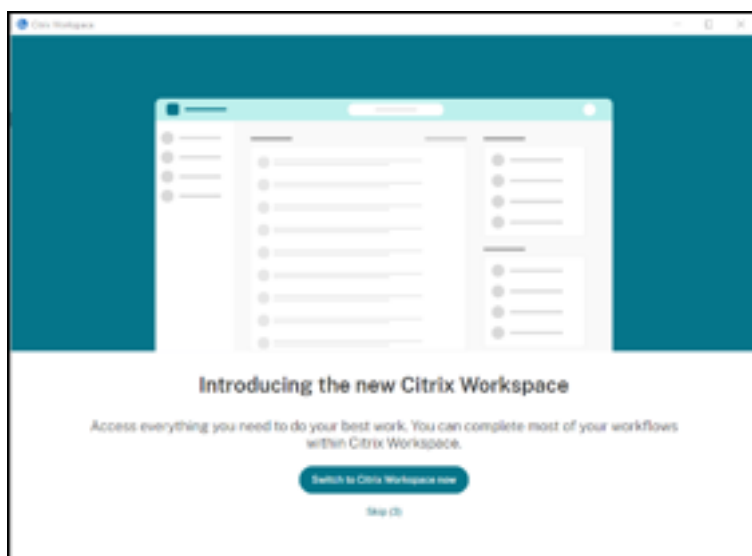 Citrix Workspace
Introducing the new Citrix Workspace
Access everything you need to do your best work. You can complete most of your workflows
within Citrix Workspace.
Switch to Citrix Workspace now
Skip (3)